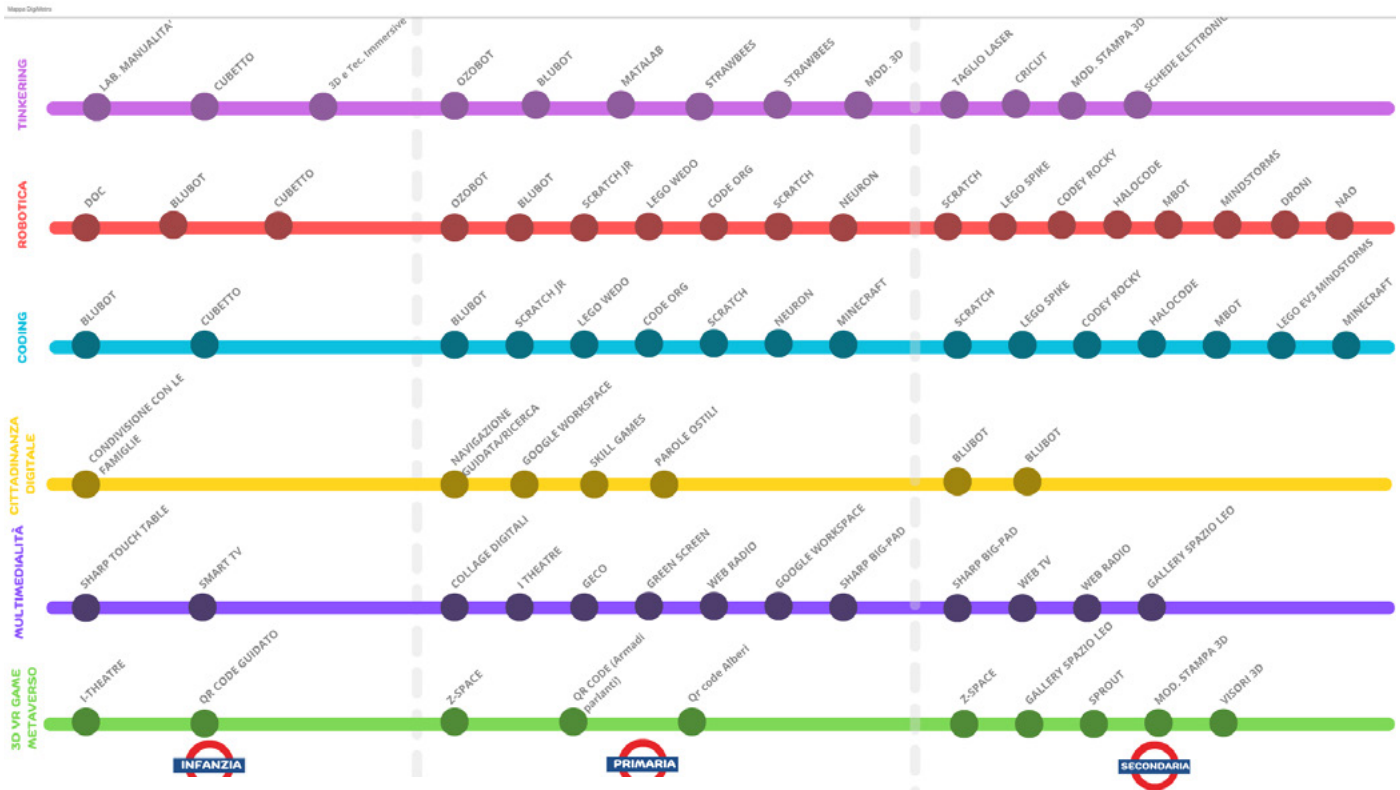 Mappa DigiMetro
TINKERING
LAB. MANUALITA'
CUBETTO
3D e Tec. Immersive
OZOBOT
BLUBOT
MATALAB
STRAWBEES
STRAWBEES
MOD. 3D
TAGLIO LASER
CRICUT
MOD. STAMPA 3D
SCHEDE ELETTRONIC
ROBOTICA
DOC
BLUBOT
CUBETTO
OZOBOT
BLUBOT
SCRATCH JR
LEGO WEDO
CODE ORG
SCRATCH
NEURON
SCRATCH
LEGO SPIKE
CODEY ROCKY
HALOCODE
MBOT
MINDSTORMS
DRONI
NAO
CODING
BLUBOT
CUBETTO
BLUBOT
SCRATCH JR
LEGO WEDO
CODE ORG
SCRATCH
NEURON
MINECRAFT
SCRATCH
LEGO SPIKE
CODEY ROCKY
HALOCODE
MBOT
LEGO EV3 MINDSTORMS
MINECRAFT
CITTADINANZA
DIGITALE
CONDIVISIONE CON LE
FAMIGLIE
NAVIGAZIONE
GUIDATA/RICERCA
GOOGLE WORKSPACE
SKILL GAMES
PAROLE OSTILI
BLUBOT
BLUBOT
MULTIMEDIALITÀ
SHARP TOUCH TABLE
SMART TV
COLLAGE DIGITALI
I THEATRE
GECO
GREEN SCREEN
WEB RADIO
GOOGLE WORKSPACE
SHARP BIG-PAD
SHARP BIG-PAD
WEB TV
WEB RADIO
GALLERY SPAZIO LEO
3D VR GAME
METAVERSO
I-THEATRE
QR CODE GUIDATO
Z-SPACE
QR CODE (Armadi
parlanti)
Qr code Alberi
Z-SPACE
GALLERY SPAZIO LEO
SPROUT
MOD. STAMPA 3D
VISORI 3D
INFANZIA
PRIMARIA
SECONDARIA